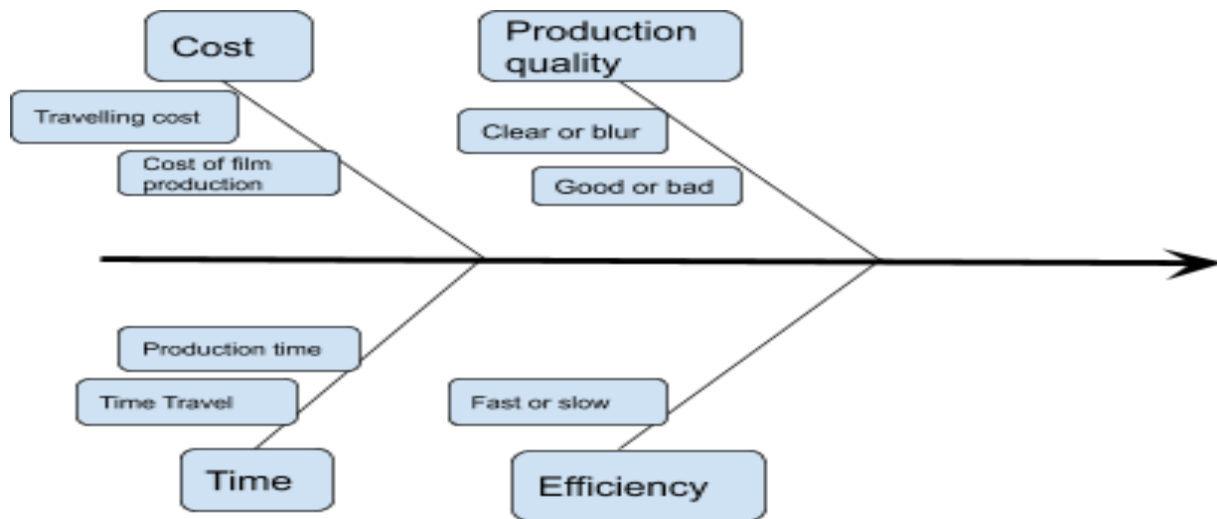 Cost
Production
quality
Travelling cost
Clear or blur
Cost of film
production
Good or bad
Production time
Time Travel
Fast or slow
Time
Efficiency